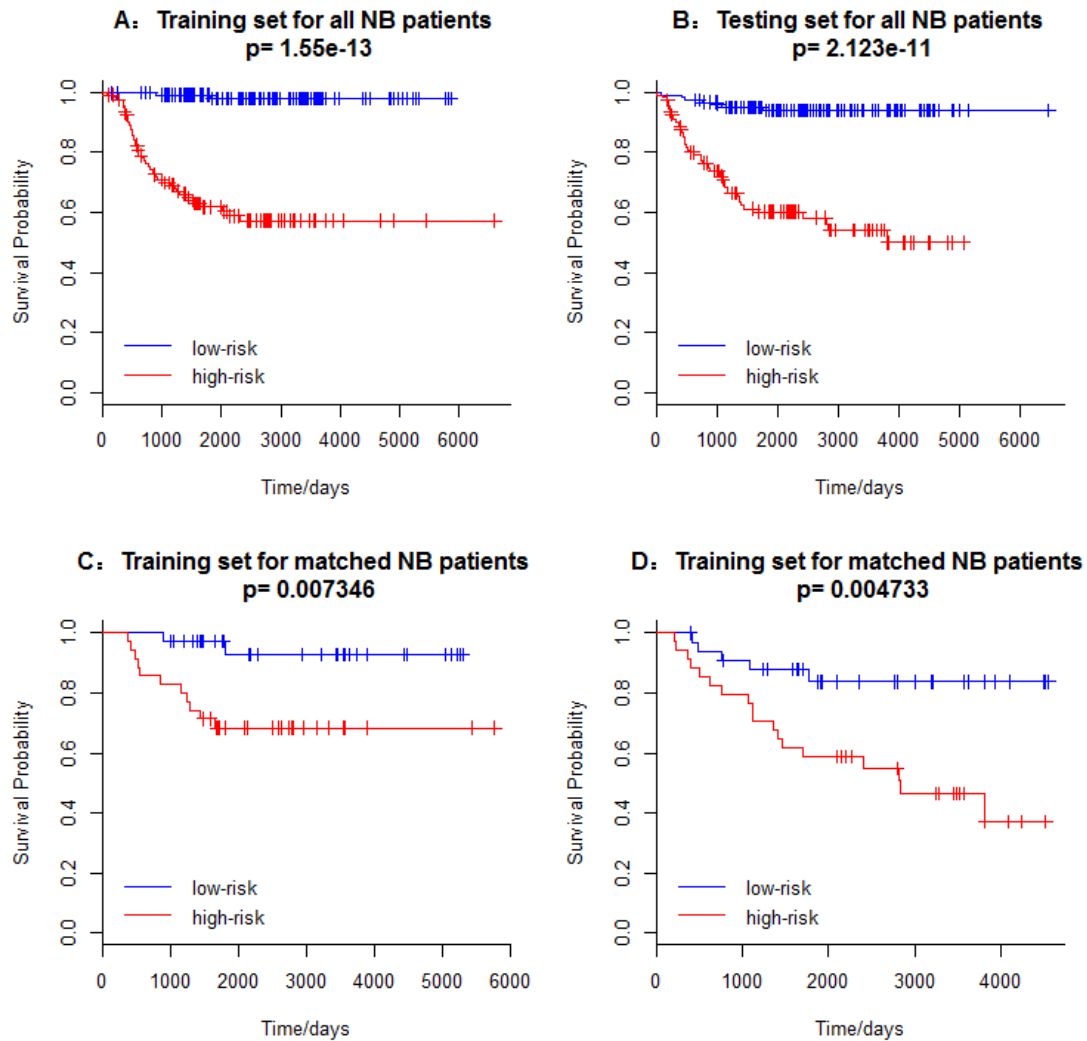 A： Training set for all NB patients
p= 1.55e-13
Survival Probability
1.0
0.8
0.6
0.4
0.2
0.0
low-risk
high-risk
0 1000 2000 3000 4000 5000 6000
Time/days
B： Testing set for all NB patients
p= 2.123e-11
Survival Probability
1.0
0.8
0.6
0.4
0.2
0.0
low-risk
high-risk
0 1000 2000 3000 4000 5000 6000
Time/days
C： Training set for matched NB patients
p= 0.007346
Survival Probability
1.0
0.8
0.6
0.4
0.2
0.0
low-risk
high-risk
0 1000 2000 3000 4000 5000 6000
Time/days
D： Training set for matched NB patients
p= 0.004733
Survival Probability
1.0
0.8
0.6
0.4
0.2
0.0
low-risk
high-risk
0 1000 2000 3000 4000
Time/days